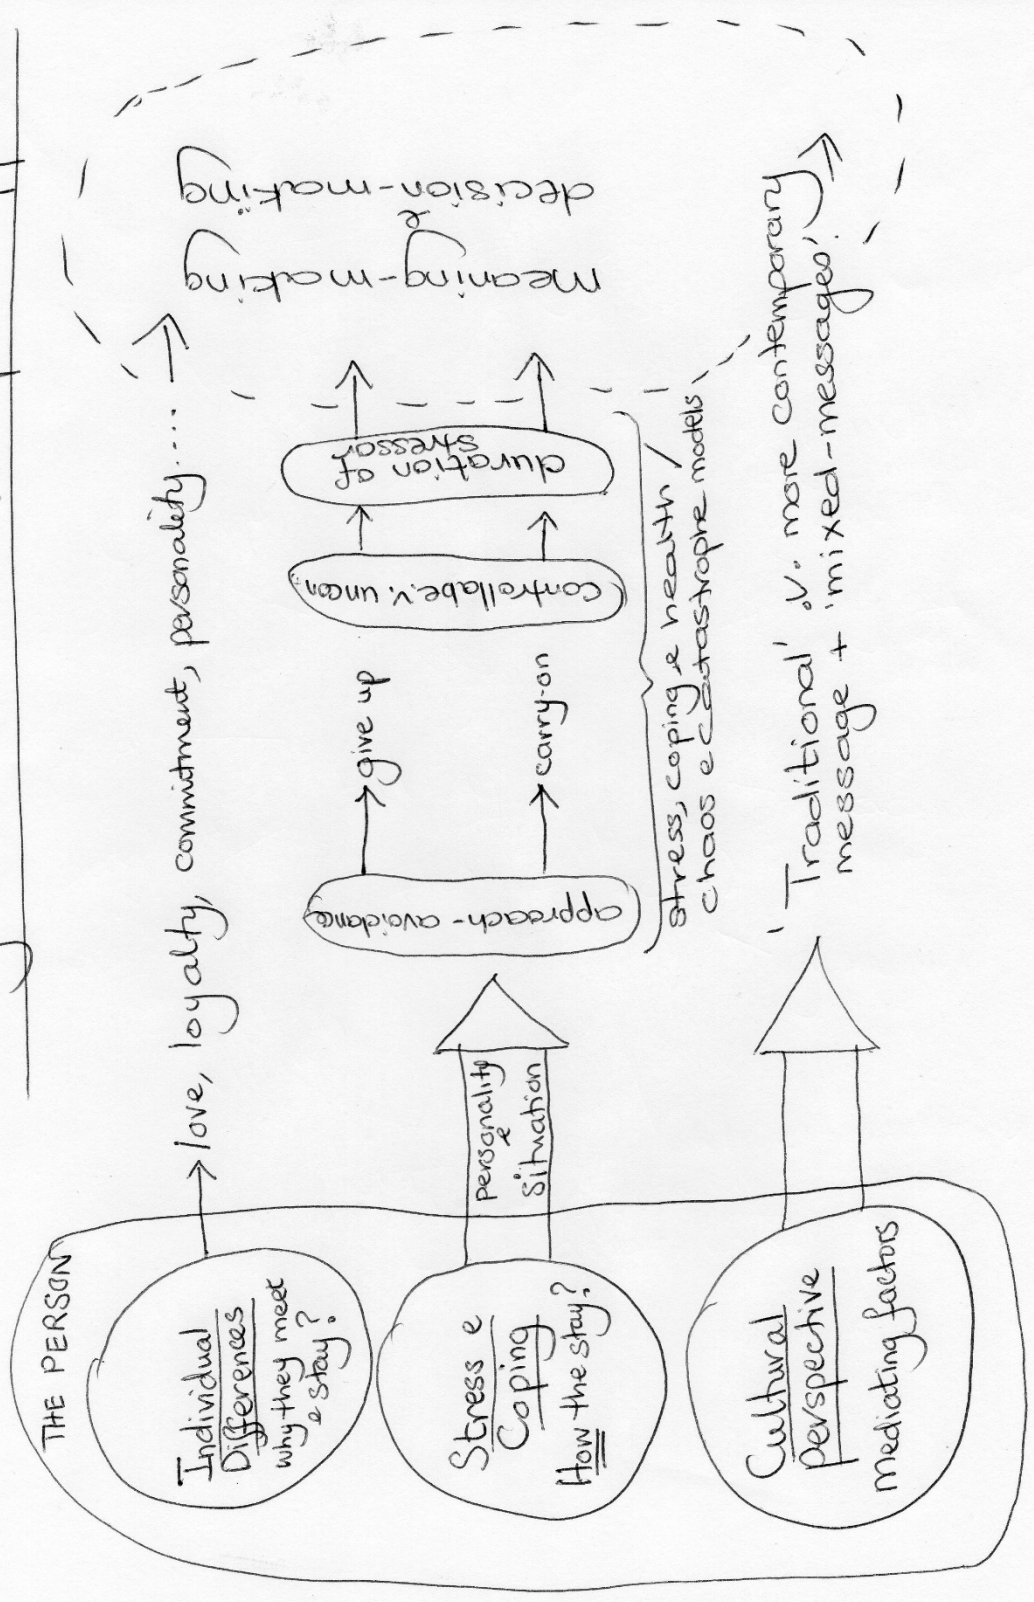 THE PERSON
Individual
Differences
why they meet
e stay?
love, loyalty, commitment, personality....
Stress e
Coping
How the stay?
personality
e
Situation
approach-avoidance
give up
carry-on
Controllabe.v. uncon.
duration of
stressor
stress, coping e health /
chaos e catastrophe models
meaning-making
e
decision-making
Cultural
perspective
mediating factors
'Traditional' .v. more contemporary
message + 'mixed-messages'.